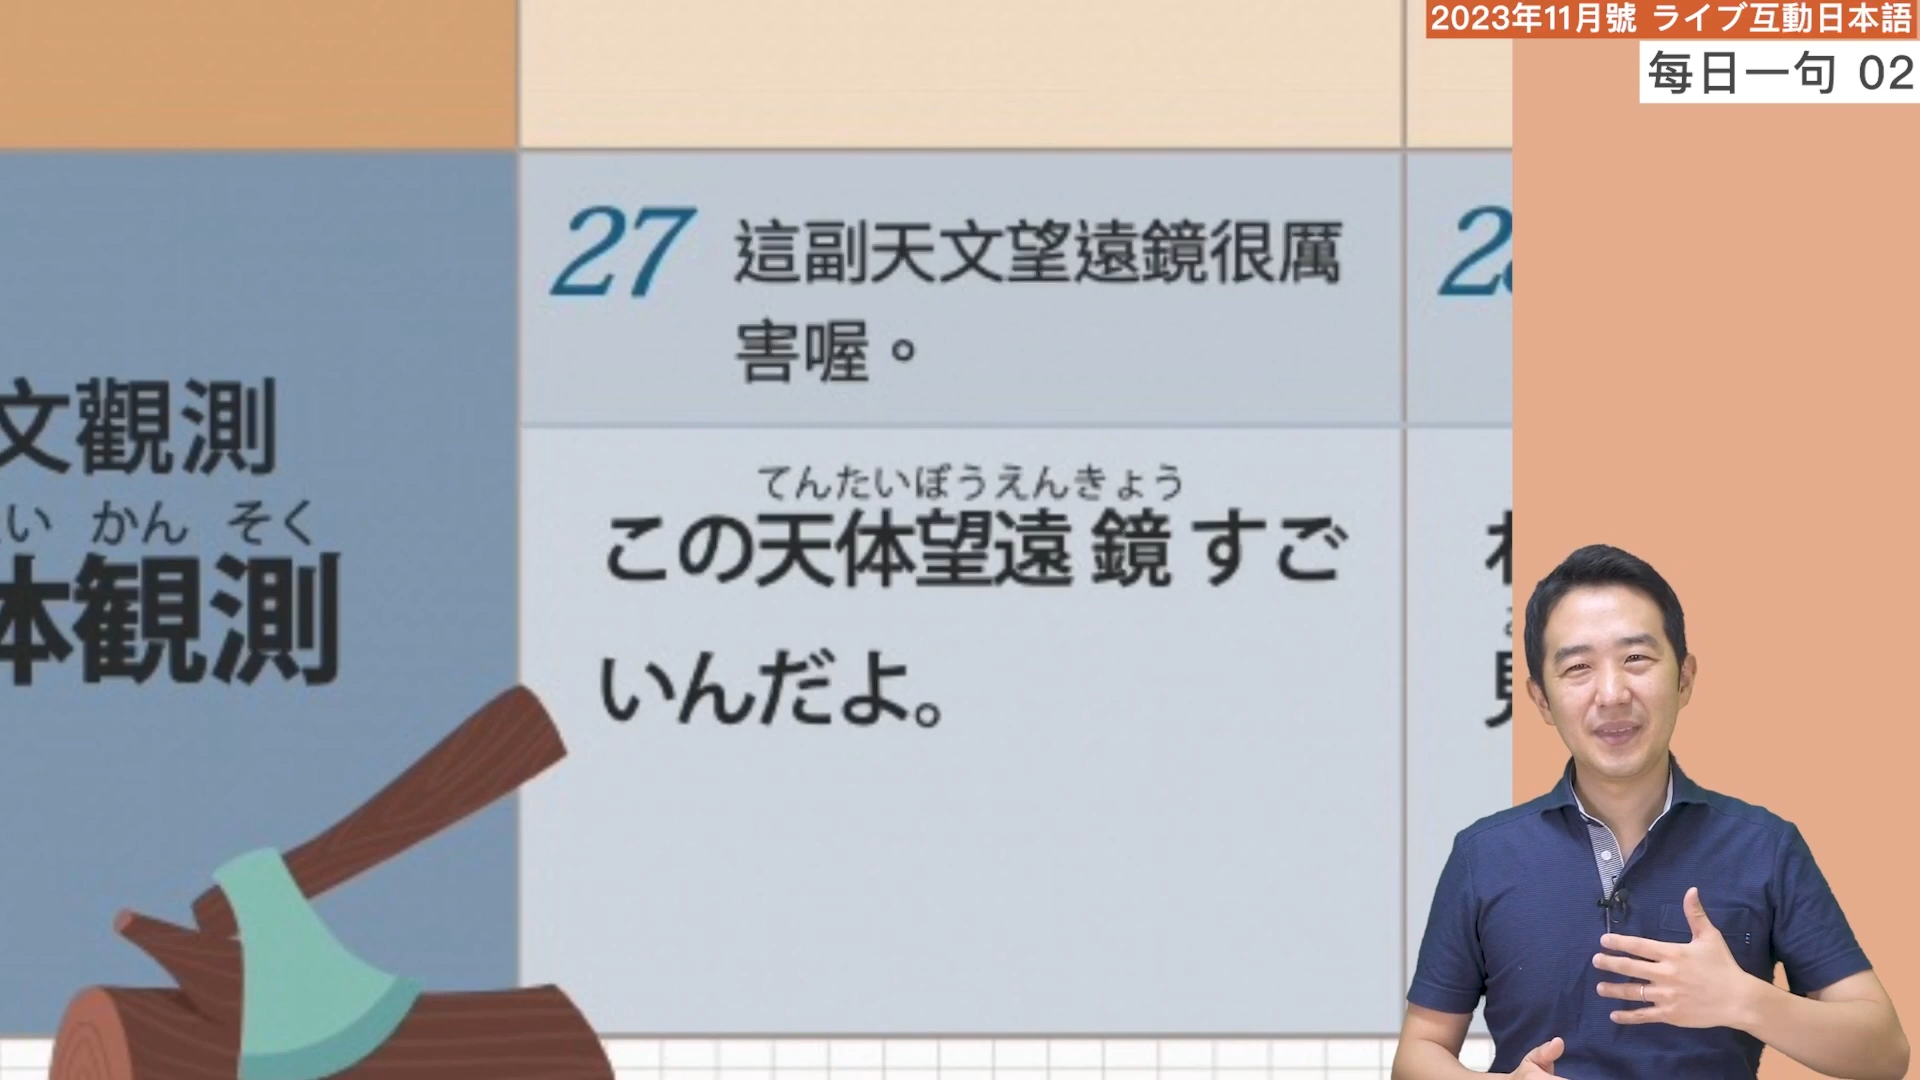 2023年11月號 ライブ互動日本語
每日一句 02
文觀測
い かん そく
体観測
27 這副天文望遠鏡很厲
害喔。
てんたいぼうえんきょう
この天体望遠鏡すご
いんだよ。